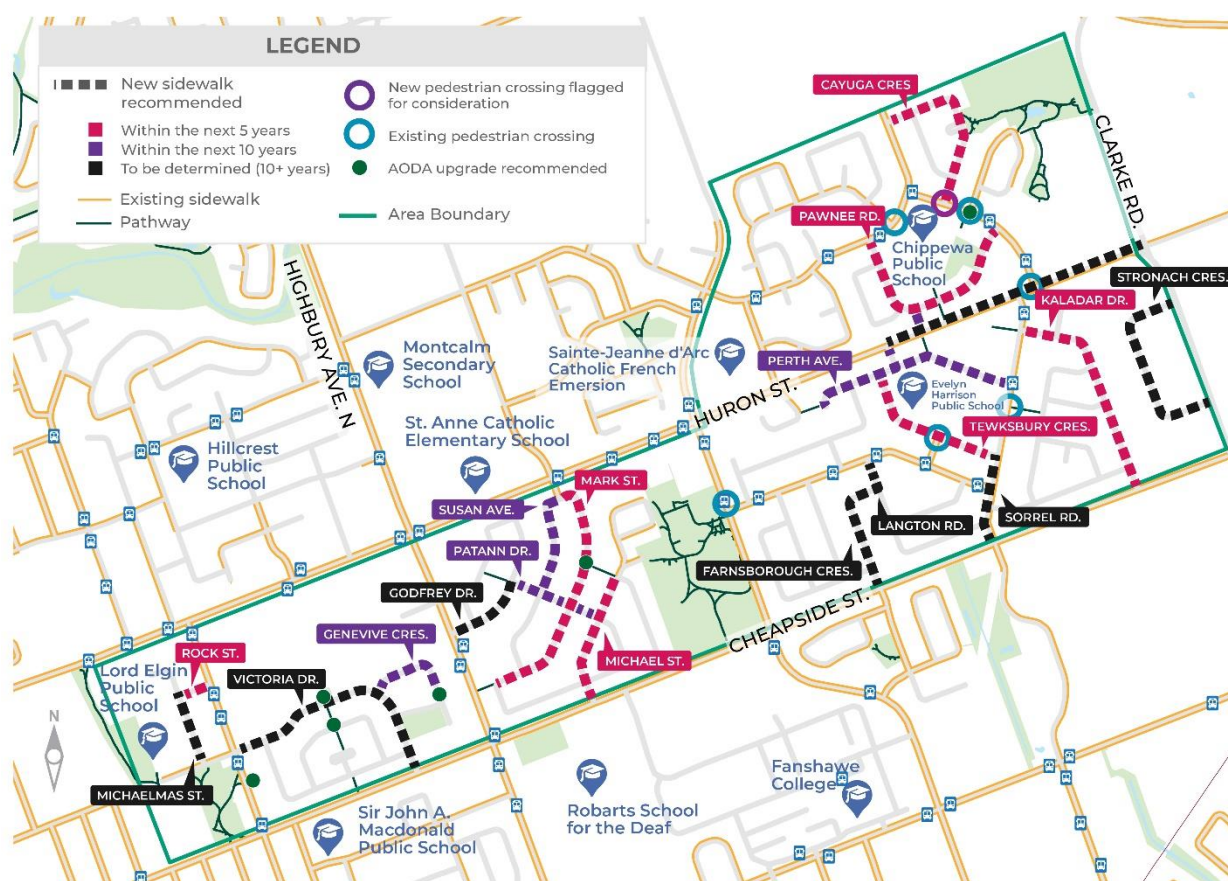 LEGEND
New sidewalk
recommended
Within the next 5 years
Within the next 10 years
To be determined (10+ years)
Existing sidewalk
Pathway
New pedestrian crossing flagged
for consideration
Existing pedestrian crossing
AODA upgrade recommended
Area Boundary
CAYUGA CRES
CLARKE RD.
PAWNEE RD.
Chippewa
Public
School
STRONACH CRES.
KALADAR DR.
HIGHBURY AVE. N
Montcalm
Secondary
School
Sainte-Jeanne d'Arc
Catholic French
Emersion
PERTH AVE.
HURON ST.
Evelyn
Harrison
Public School
TEWKSBURY CRES.
St. Anne Catholic
Elementary School
Hillcrest
Public
School
MARK ST.
SUSAN AVE.
LANGTON RD.
SORREL RD.
PATANN DR.
FARNSBOROUGH CRES.
GODFREY DR.
CHEAPSIDE ST.
GENEVIVE CRES.
ROCK ST.
MICHAEL ST.
Lord Elgin
Public
School
VICTORIA DR.
N
MICHAELMAS ST.
Sir John A.
Macdonald
Public School
Robarts School
for the Deaf
Fanshawe
College